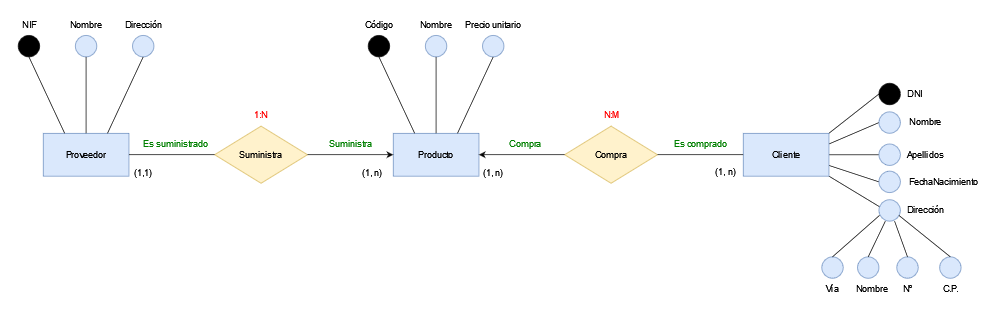 NIF
Nombre
Dirección
Código
Nombre
Precio unitario
DNI
Nombre
Apellidos
FechaNacimiento
Dirección
Vía
Nombre
Nº
C.P.
1:N
N:M
Proveedor
Es suministrado
Suministra
Suministra
Producto
Compra
Compra
Es comprado
Cliente
(1,1)
(1, n)
(1, n)
(1, n)